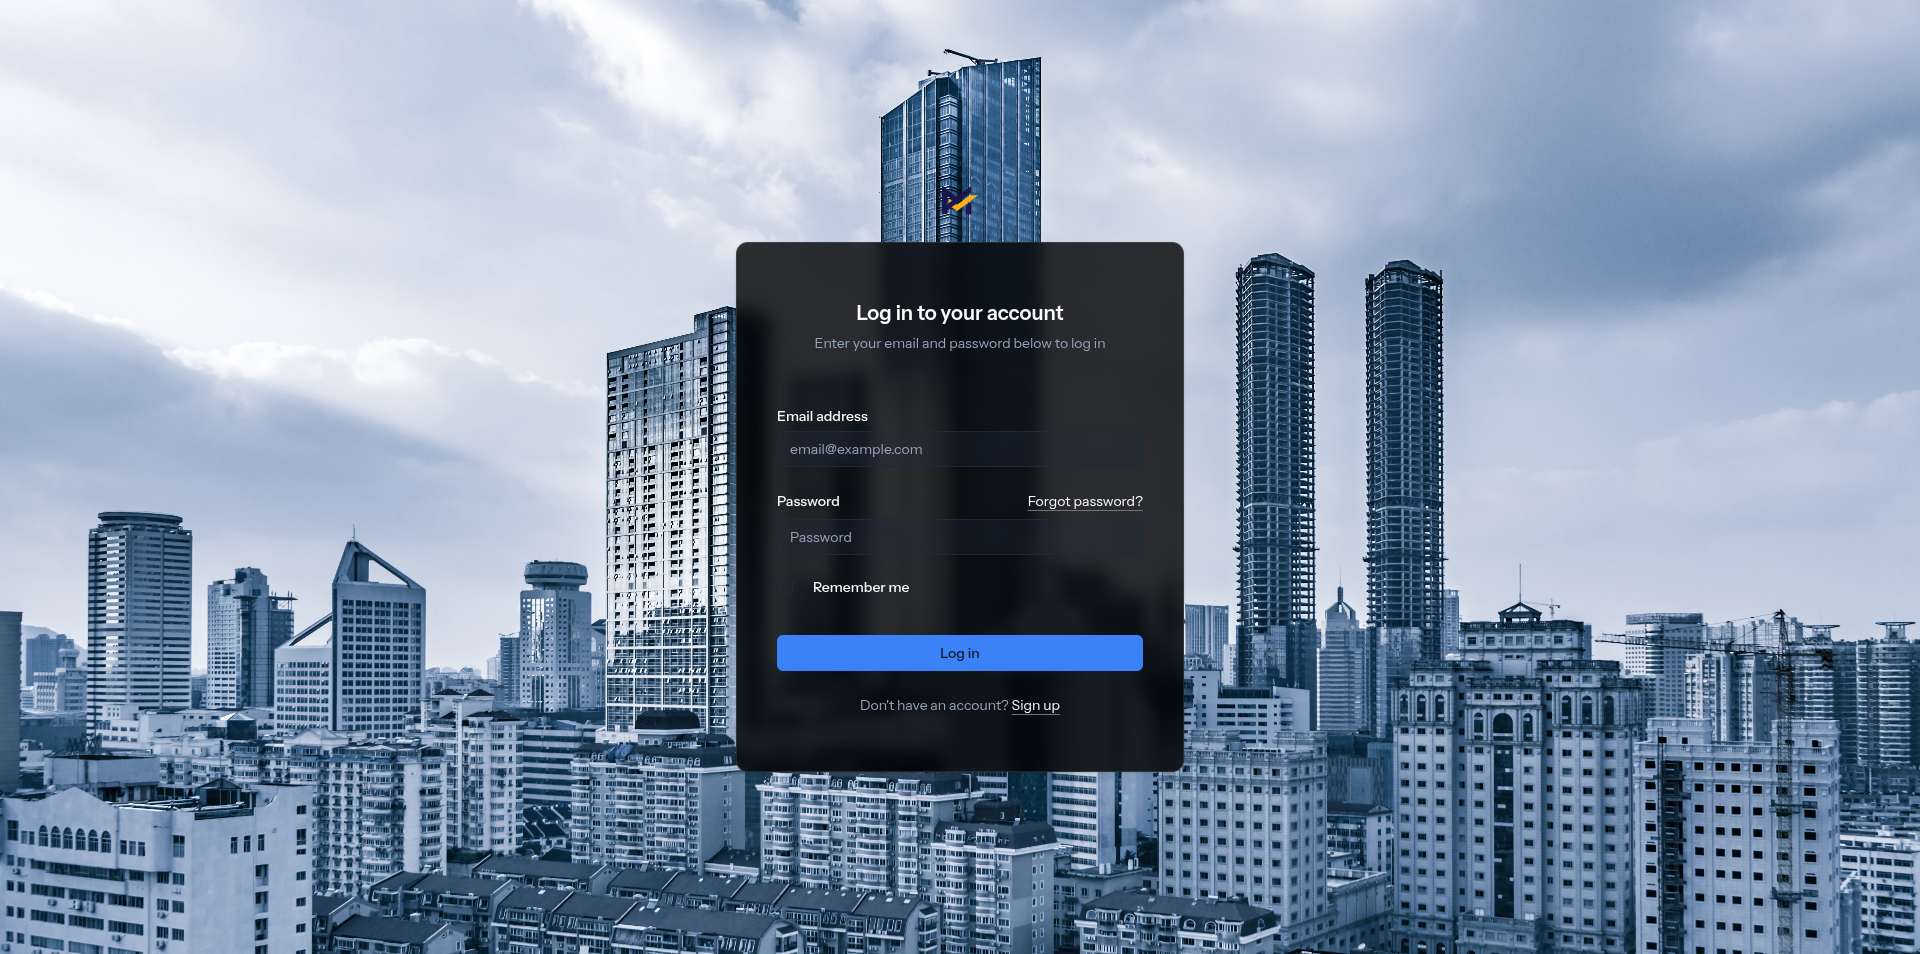 Log in to your account
Enter your email and password below to log in
Email address
email@example.com
Password
Forgot password?
Password
Remember me
Log in
Don't have an account? Sign up